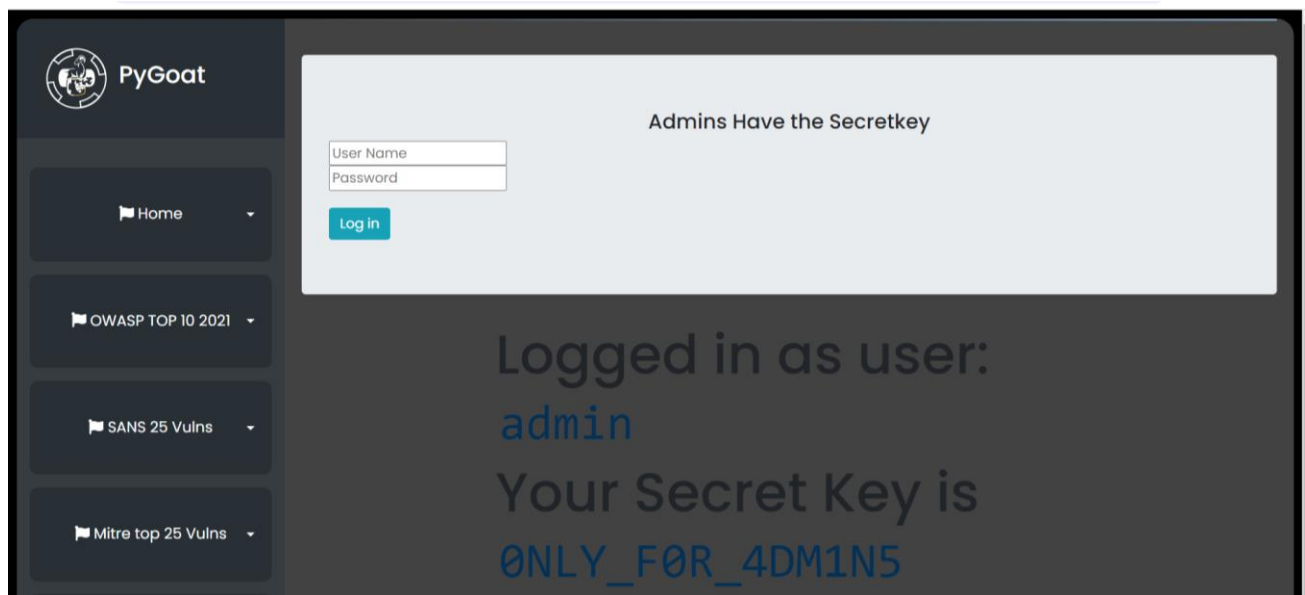 PyGoat
Home
OWASP TOP 10 2021
SANS 25 Vulns
Mitre top 25 Vulns
Admins Have the Secretkey
User Name
Password
Log in
Logged in as user:
admin
Your Secret Key is
0NLY_F0R_4DM1N5